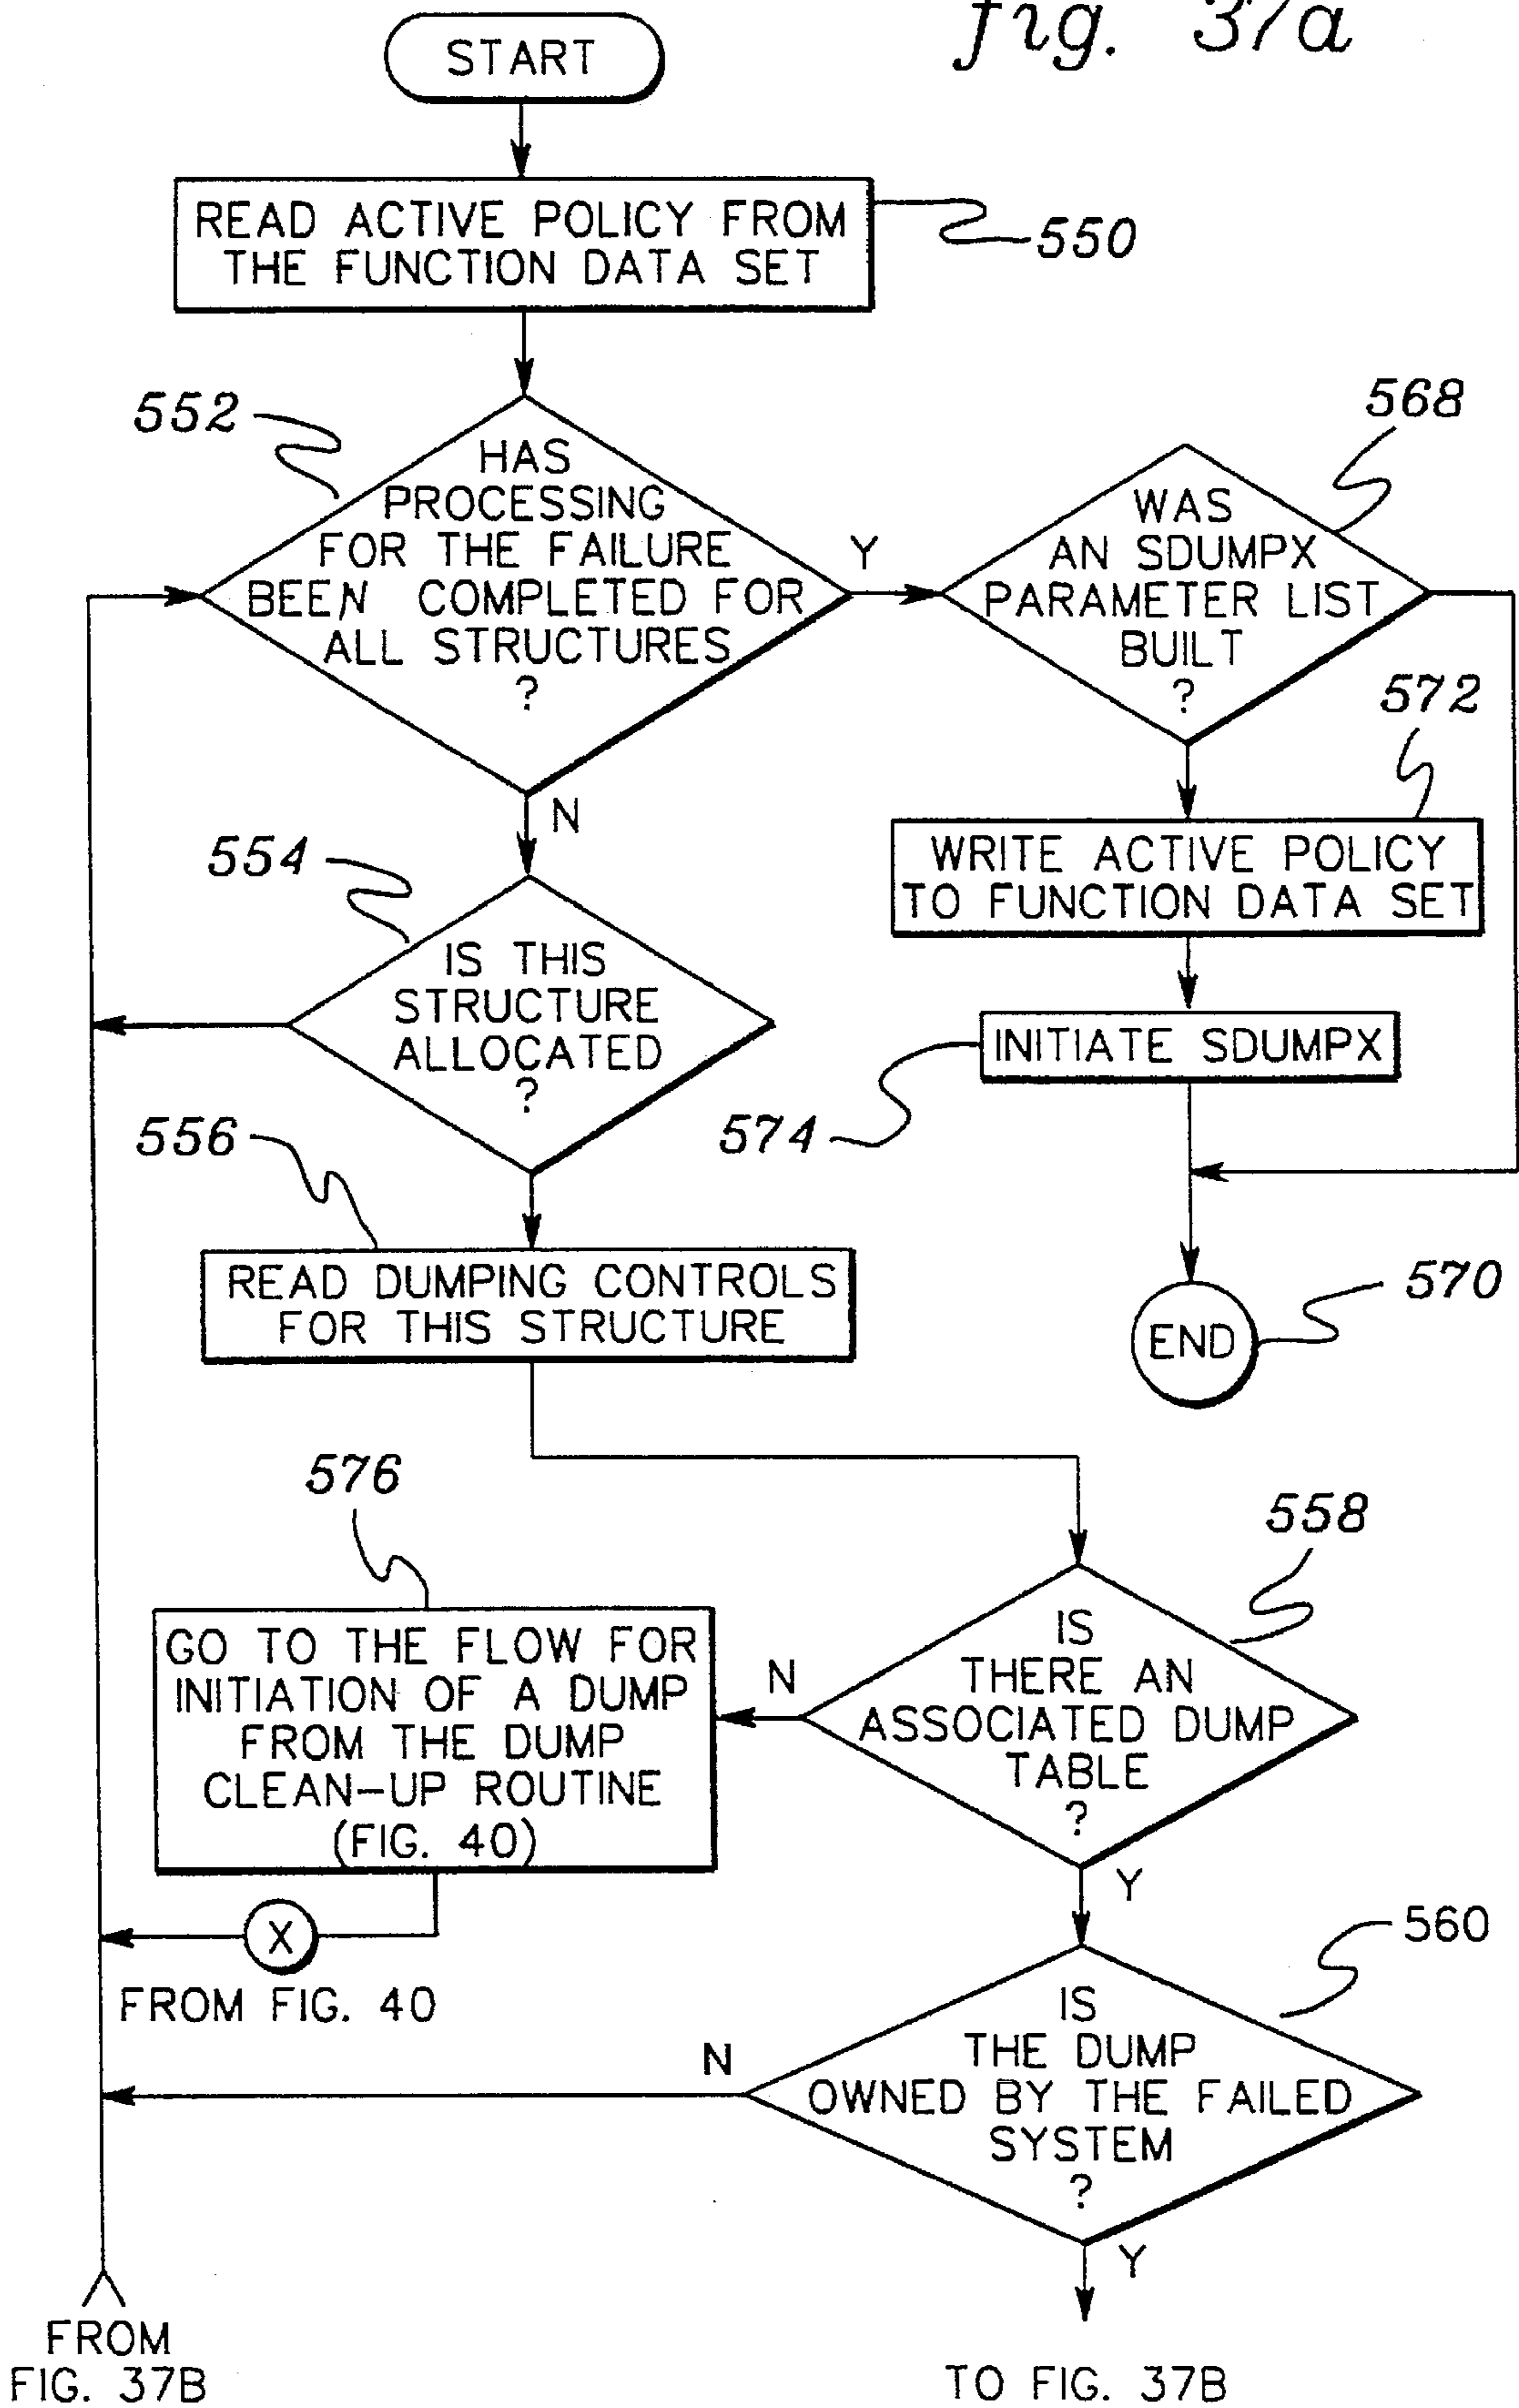 fig. 37a
START
READ ACTIVE POLICY FROM
THE FUNCTION DATA SET
550
552
HAS
PROCESSING
FOR THE FAILURE
BEEN COMPLETED FOR
ALL STRUCTURES
?
Y
N
568
WAS
AN SDUMPX
PARAMETER LIST
BUILT
?
572
WRITE ACTIVE POLICY
TO FUNCTION DATA SET
554
IS THIS
STRUCTURE
ALLOCATED
?
INITIATE SDUMPX
574
556
READ DUMPING CONTROLS
FOR THIS STRUCTURE
END
570
576
GO TO THE FLOW FOR
INITIATION OF A DUMP
FROM THE DUMP
CLEAN-UP ROUTINE
(FIG. 40)
558
IS
THERE AN
ASSOCIATED DUMP
TABLE
?
N
Y
X
FROM FIG. 40
560
IS
THE DUMP
OWNED BY THE FAILED
SYSTEM
?
N
Y
FROM
FIG. 37B
TO FIG. 37B